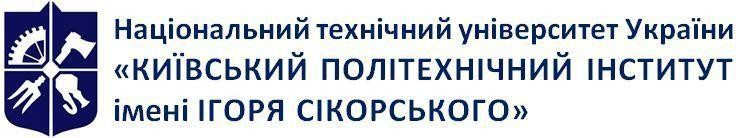 Національний технічний університет України
«КИЇВСЬКИЙ ПОЛІТЕХНІЧНИЙ ІНСТИТУТ
імені ІГОРЯ СІКОРСЬКОГО»